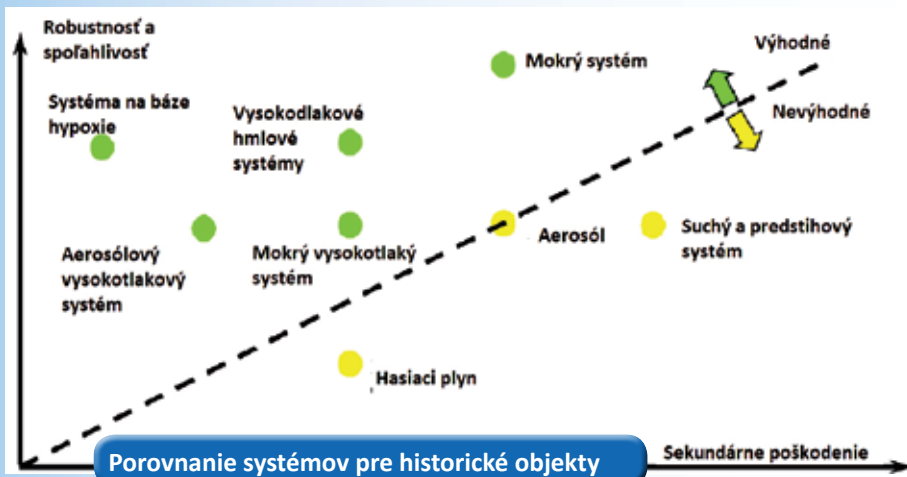 Robustnosť a
spoľahlivosť
Mokrý systém
Výhodné
Systéma na báze
hypoxie
Vysokodlakové
hmlové
systémy
Nevýhodné
Aerosólový
vysokotlakový
systém
Mokrý vysokotlaký
systém
Aerosól
Suchý a predstihový
systém
Hasiaci plyn
Porovnanie systémov pre historické objekty
Sekundárne poškodenie